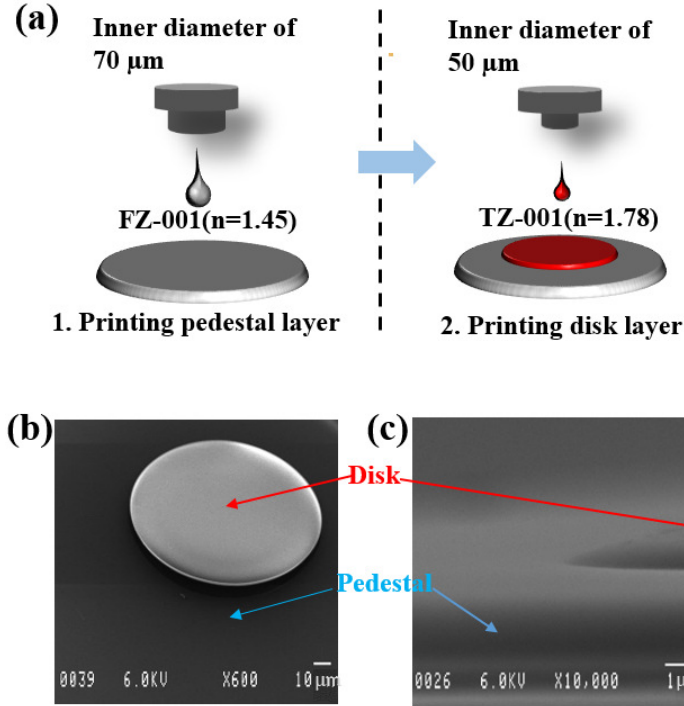 (a)
Inner diameter of
70 μm
FZ-001(n=1.45)
1. Printing pedestal layer
Inner diameter of
50 μm
TZ-001(n=1.78)
2. Printing disk layer
(b)
(c)
Disk
Pedestal
0039 6.0KV X600 10μm
0026 6.0KV X10,000 1μ